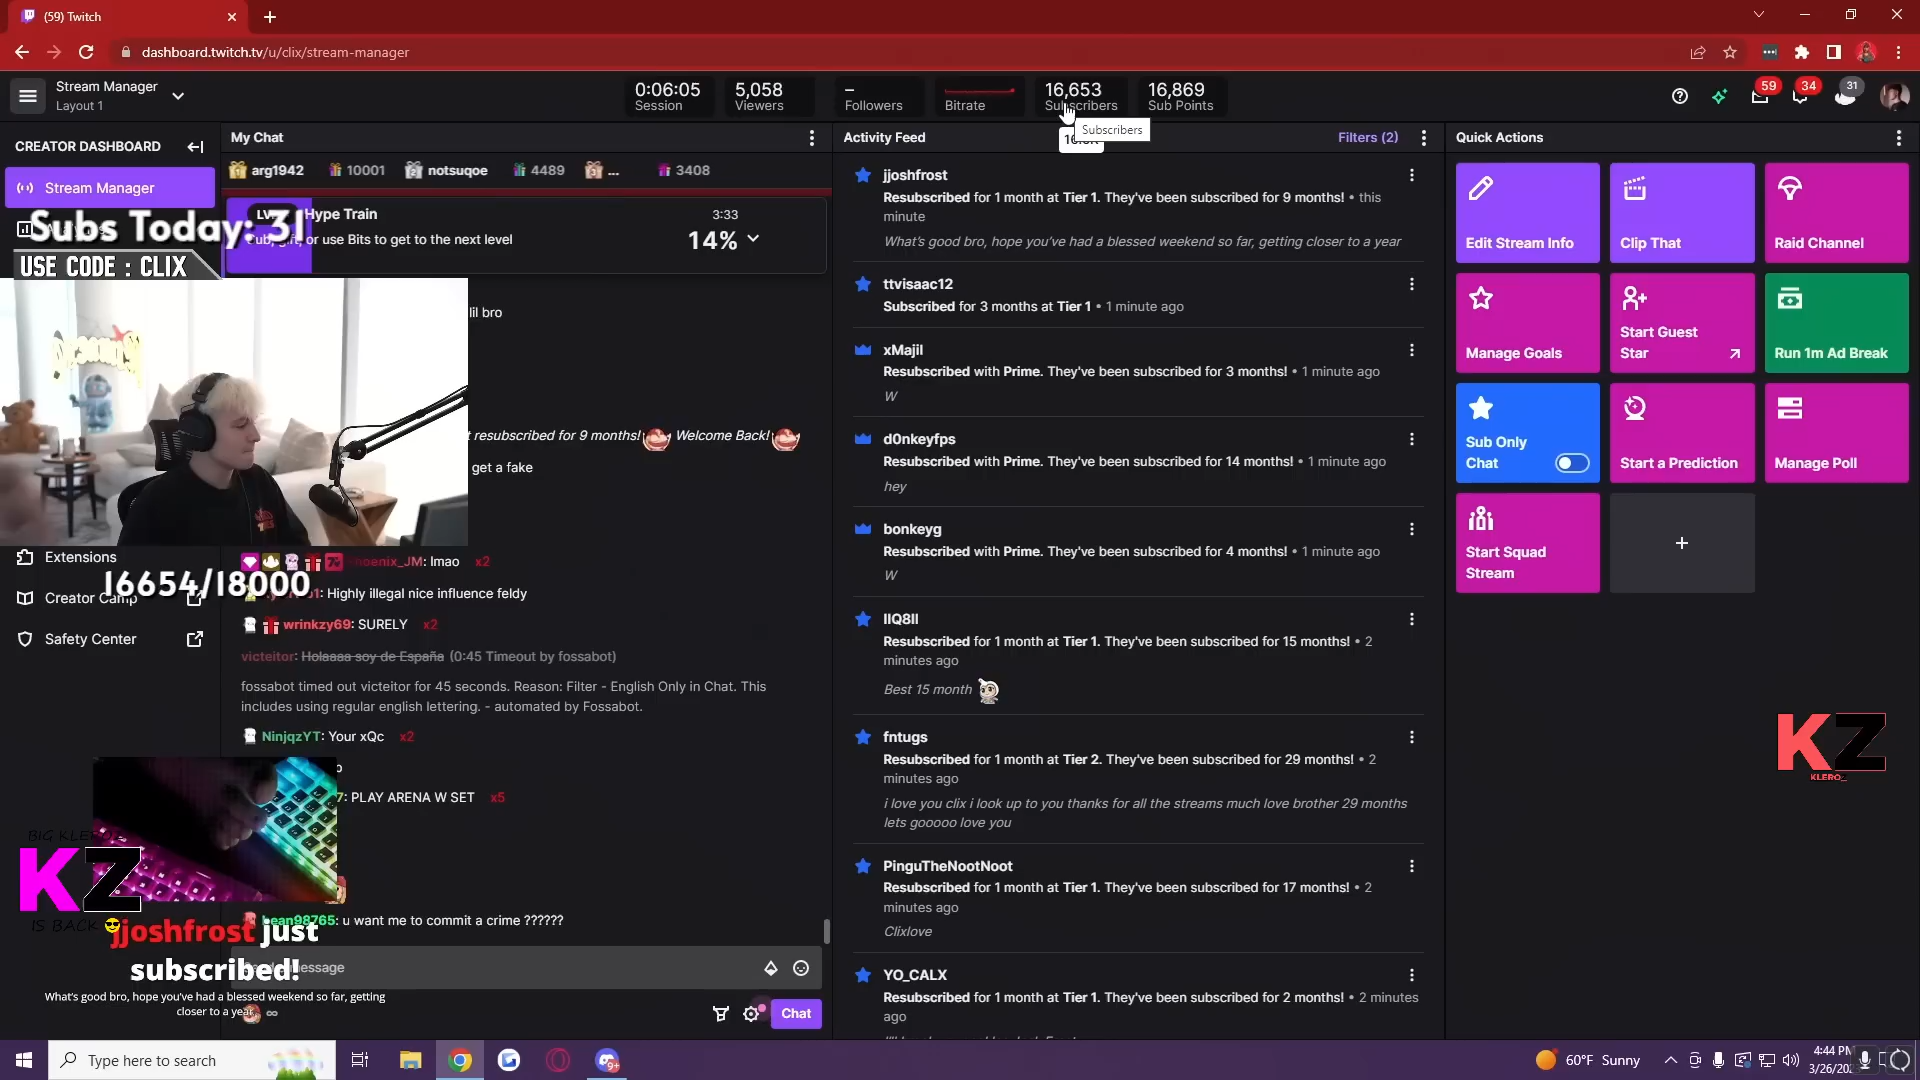 (59) Twitch
dashboard.twitch.tv/u/clix/stream-manager
Stream Manager
Layout 1
0:06:05
Session
5,058
Viewers
–
Followers
Bitrate
16,653
Subscribers
16,869
Sub Points
Subscribers
59
34
31
CREATOR DASHBOARD
Stream Manager
Subs Today: 31
USE CODE : CLIX
Extensions
Creator Camp
16654/18000
Safety Center
My Chat
arg1942 10001 notsuqoe 4489 ... 3408
Hype Train
3:33
Sub, gift, or use Bits to get to the next level
14%
lil bro
t resubscribed for 9 months! Welcome Back!
get a fake
hoenix_JM: lmao x2
Highly illegal nice influence feldy
wrinkzy69: SURELY x2
victeitor: Holaaaa soy de España (0:45 Timeout by fossabot)
fossabot timed out victeitor for 45 seconds. Reason: Filter - English Only in Chat. This
includes using regular english lettering. - automated by Fossabot.
NinjqzYT: Your xQc x2
7: PLAY ARENA W SET x5
BIG KLEROZ
KZ
IS BACK
bean98765: u want me to commit a crime ??????
jjoshfrost just
subscribed!
What's good bro, hope you've had a blessed weekend so far, getting
closer to a year
message
Chat
Activity Feed
Filters (2)
jjoshfrost
Resubscribed for 1 month at Tier 1. They've been subscribed for 9 months! • this
minute
What's good bro, hope you've had a blessed weekend so far, getting closer to a year
ttvisaac12
Subscribed for 3 months at Tier 1 • 1 minute ago
xMajil
Resubscribed with Prime. They've been subscribed for 3 months! • 1 minute ago
W
d0nkeyfps
Resubscribed with Prime. They've been subscribed for 14 months! • 1 minute ago
hey
bonkeyg
Resubscribed with Prime. They've been subscribed for 4 months! • 1 minute ago
W
IIQ8II
Resubscribed for 1 month at Tier 1. They've been subscribed for 15 months! • 2
minutes ago
Best 15 month
fntugs
Resubscribed for 1 month at Tier 2. They've been subscribed for 29 months! • 2
minutes ago
i love you clix i look up to you thanks for all the streams much love brother 29 months
lets gooooo love you
PinguTheNootNoot
Resubscribed for 1 month at Tier 1. They've been subscribed for 17 months! • 2
minutes ago
Clixlove
YO_CALX
Resubscribed for 1 month at Tier 1. They've been subscribed for 2 months! • 2 minutes
ago
Quick Actions
Edit Stream Info
Clip That
Raid Channel
Manage Goals
Start Guest
Star
Run 1m Ad Break
Sub Only
Chat
Start a Prediction
Manage Poll
Start Squad
Stream
KZ
KLEROZ
Type here to search
9+
60°F Sunny
4:44 PM
3/26/20